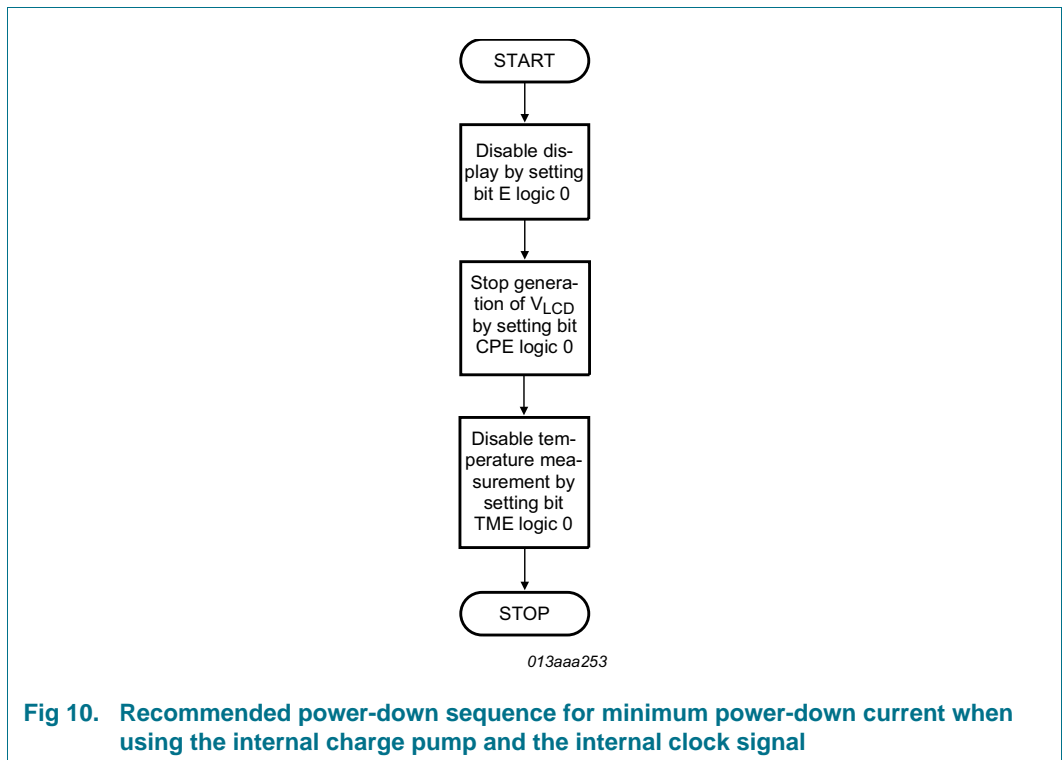 START
Disable dis-
play by setting
bit E logic 0
Stop genera-
tion of VLCD
by setting bit
CPE logic 0
Disable tem-
perature mea-
surement by
setting bit
TME logic 0
STOP
013aaa253
Fig 10. Recommended power-down sequence for minimum power-down current when
using the internal charge pump and the internal clock signal